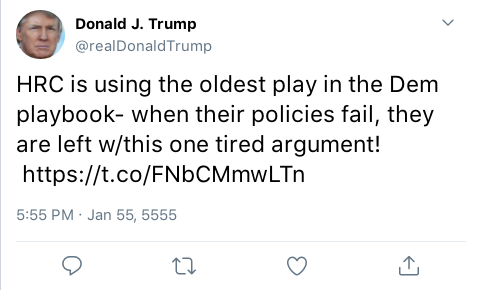 Donald J. Trump
@realDonaldTrump
HRC is using the oldest play in the Dem
playbook- when their policies fail, they
are left w/this one tired argument!
https://t.co/FNbCMmwLTn
5:55 PM · Jan 55, 5555